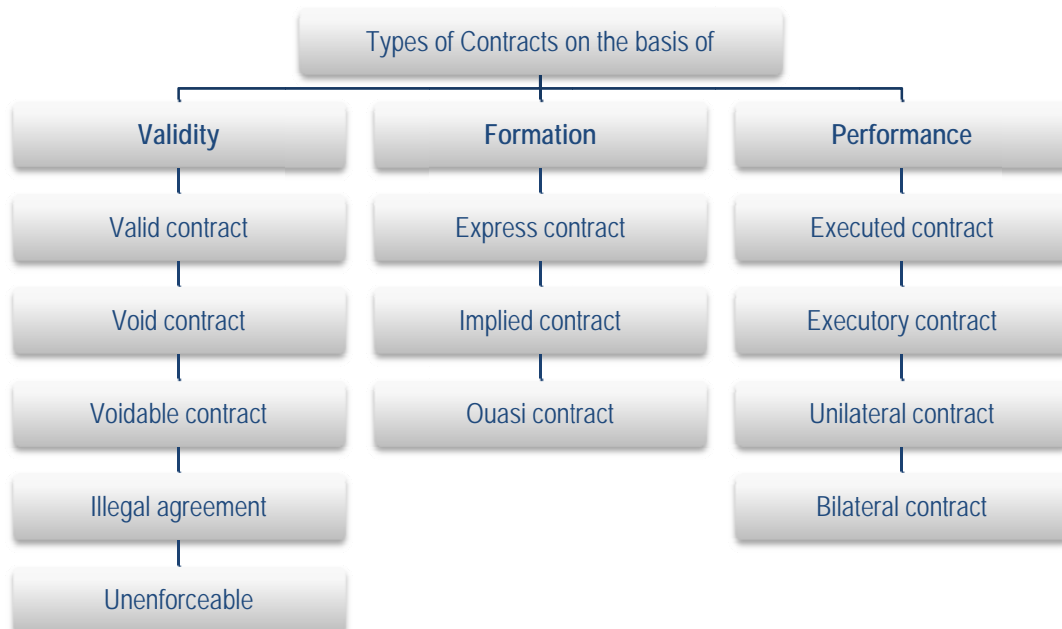 Types of Contracts on the basis of
Validity
Formation
Performance
Valid contract
Express contract
Executed contract
Void contract
Implied contract
Executory contract
Voidable contract
Ouasi contract
Unilateral contract
Illegal agreement
Bilateral contract
Unenforceable